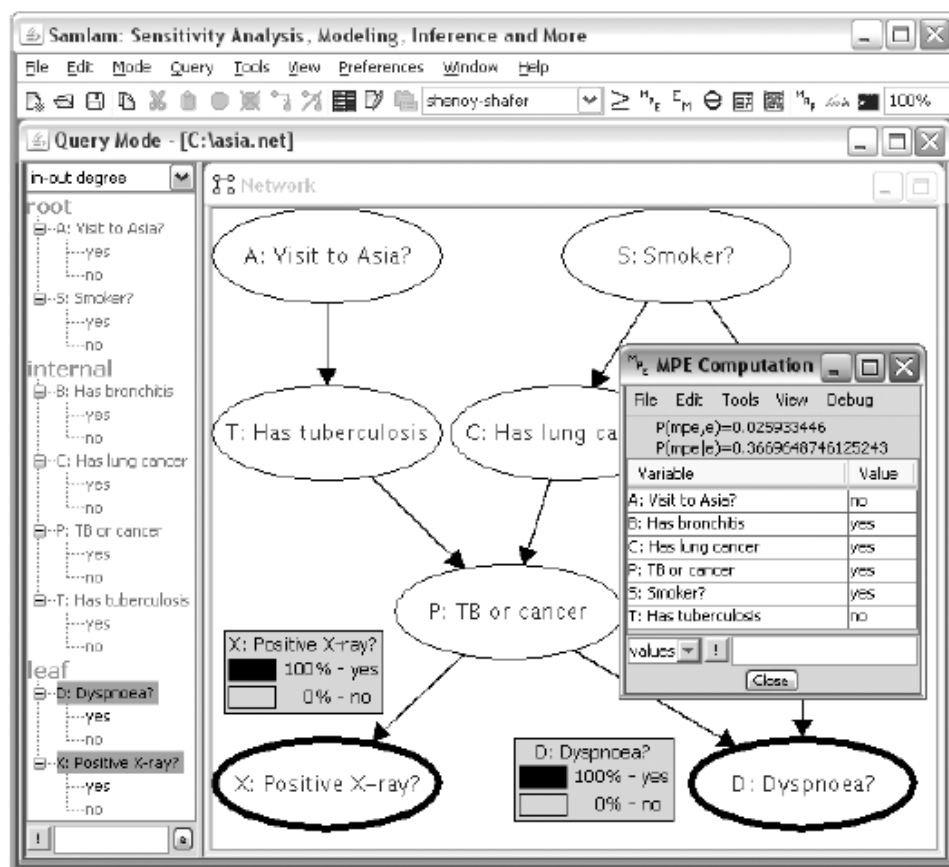 Samlam: Sensitivity Analysis, Modeling, Inference and More
File Edit Mode Query Tools View Preferences Window Help
shenoy-shafer
MPE
EM
100%
Query Mode - [C:\asia.net]
in-out degree
root
A: Visit to Asia?
yes
no
S: Smoker?
yes
no
internal
B: Has bronchitis
yes
no
C: Has lung cancer
yes
no
P: TB or cancer
yes
no
T: Has tuberculosis
yes
no
leaf
D: Dyspnoea?
yes
no
X: Positive X-ray?
yes
no
!
Network
A: Visit to Asia?
S: Smoker?
T: Has tuberculosis
C: Has lung ca
P: TB or cancer
X: Positive X-ray?
100% - yes
0% - no
X: Positive X-ray?
D: Dyspnoea?
100% - yes
0% - no
D: Dyspnoea?
MPE MPE Computation
File Edit Tools View Debug
P(mpe,e)=0.025933446
P(mpe|e)=0.3669648746125243
Variable Value
A: Visit to Asia? no
B: Has bronchitis yes
C: Has lung cancer yes
P: TB or cancer yes
S: Smoker? yes
T: Has tuberculosis no
values !
Close